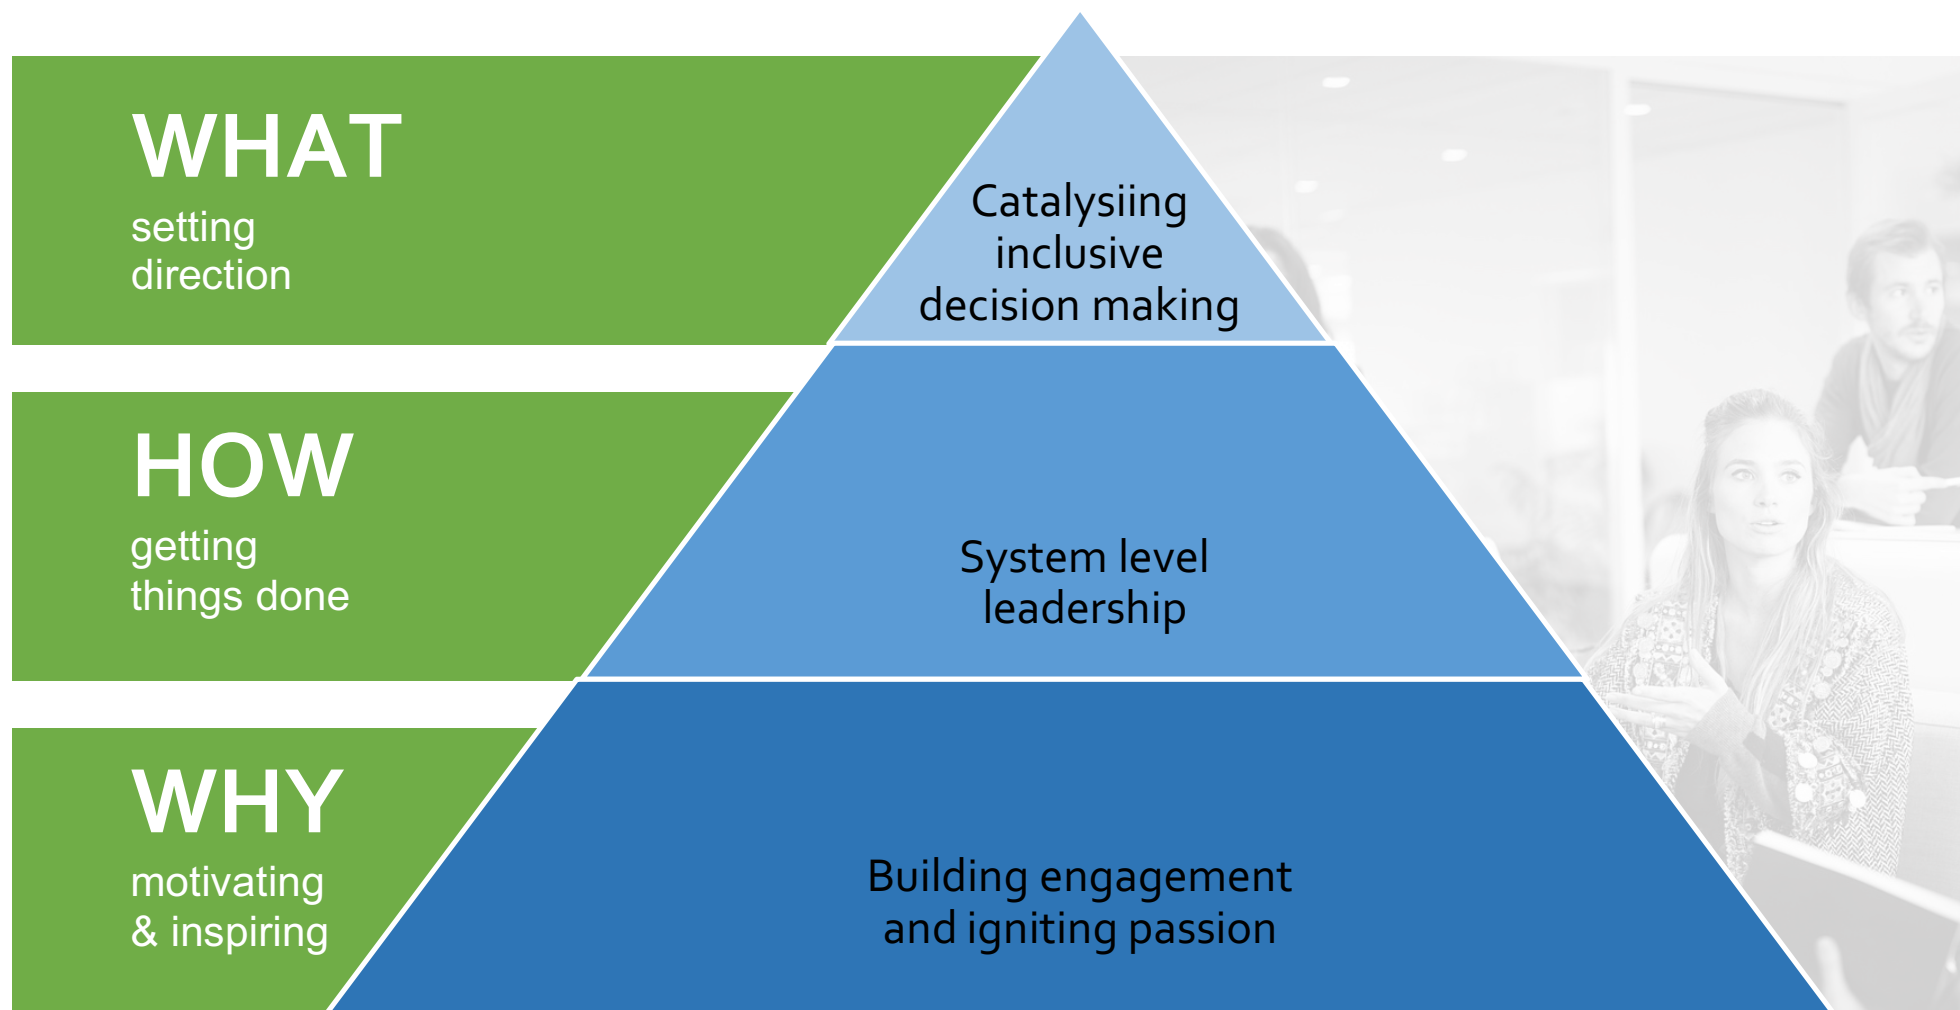 WHAT
setting
direction
Catalysiing
inclusive
decision making
HOW
getting
things done
System level
leadership
WHY
motivating
& inspiring
Building engagement
and igniting passion